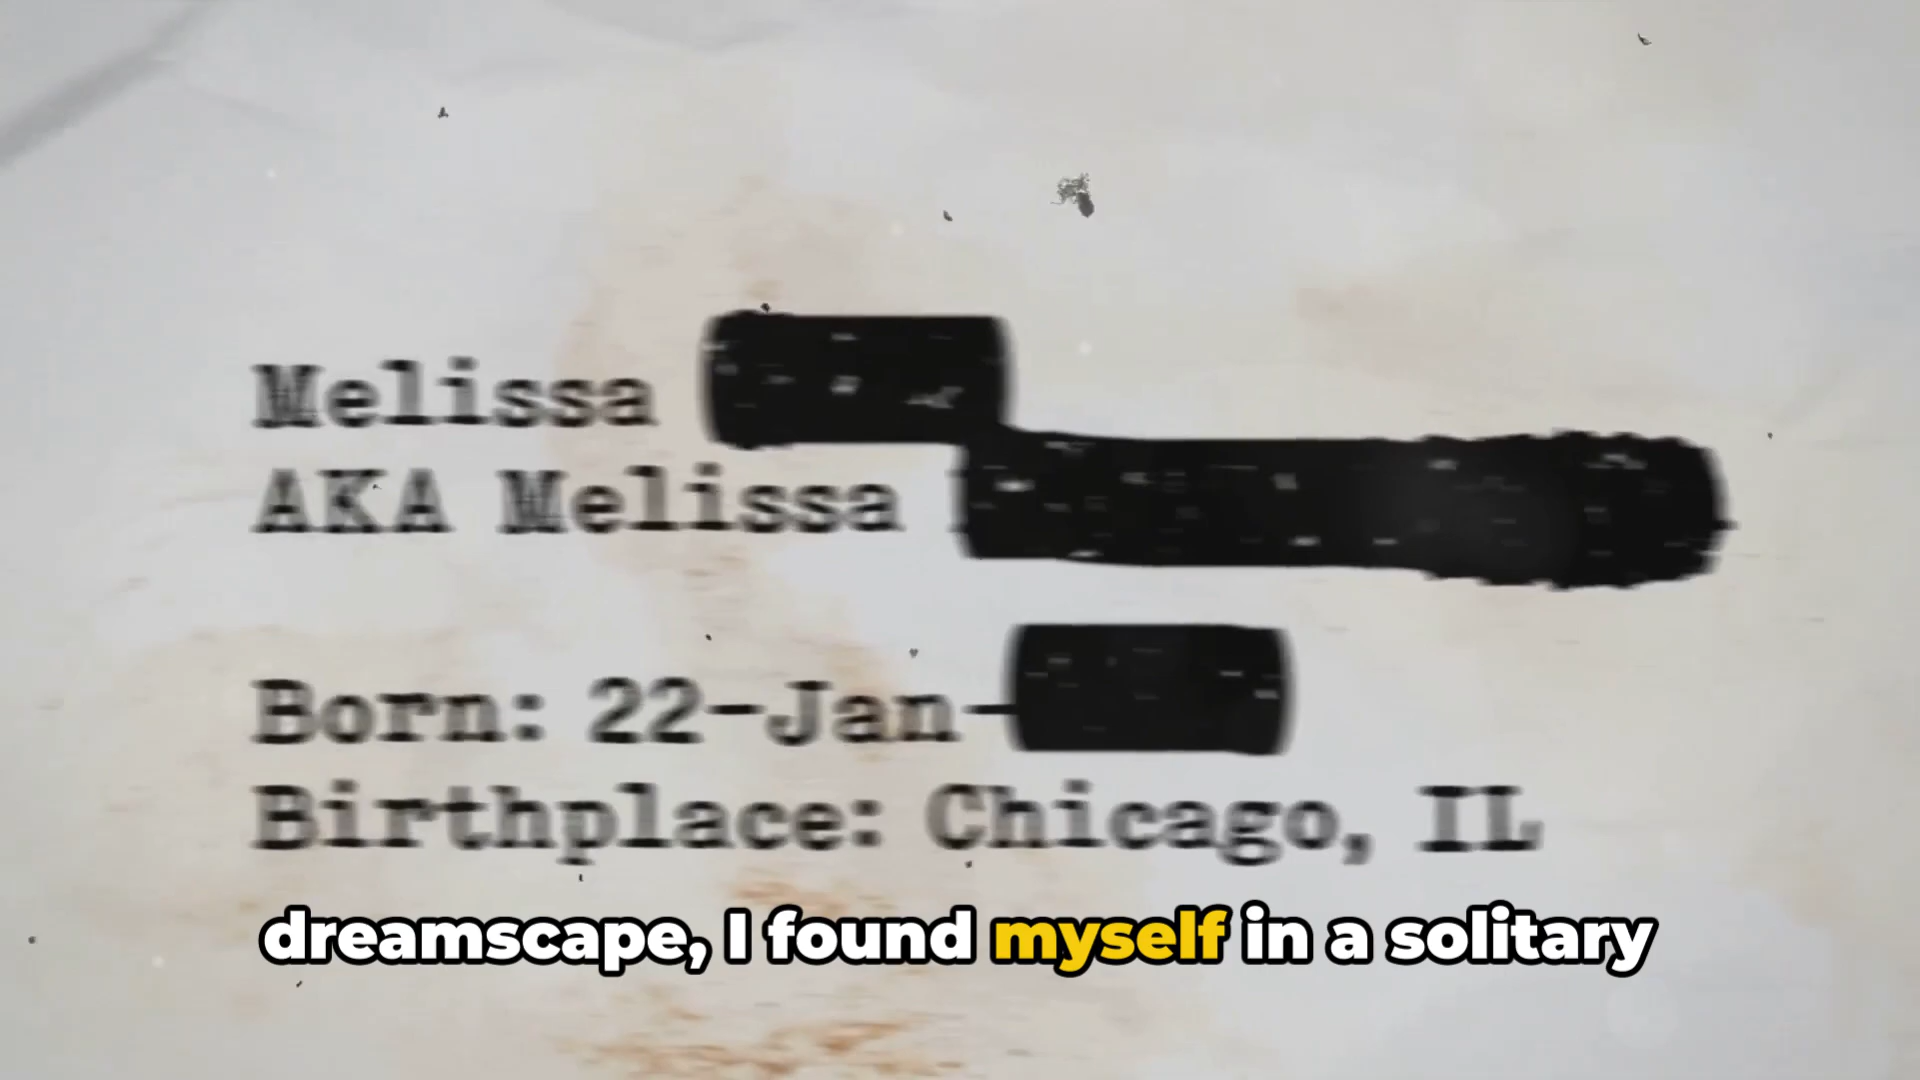 Melissa
AKA Melissa
Born: 22-Jan-
Birthplace: Chicago, IL
dreamscape, I found myself in a solitary